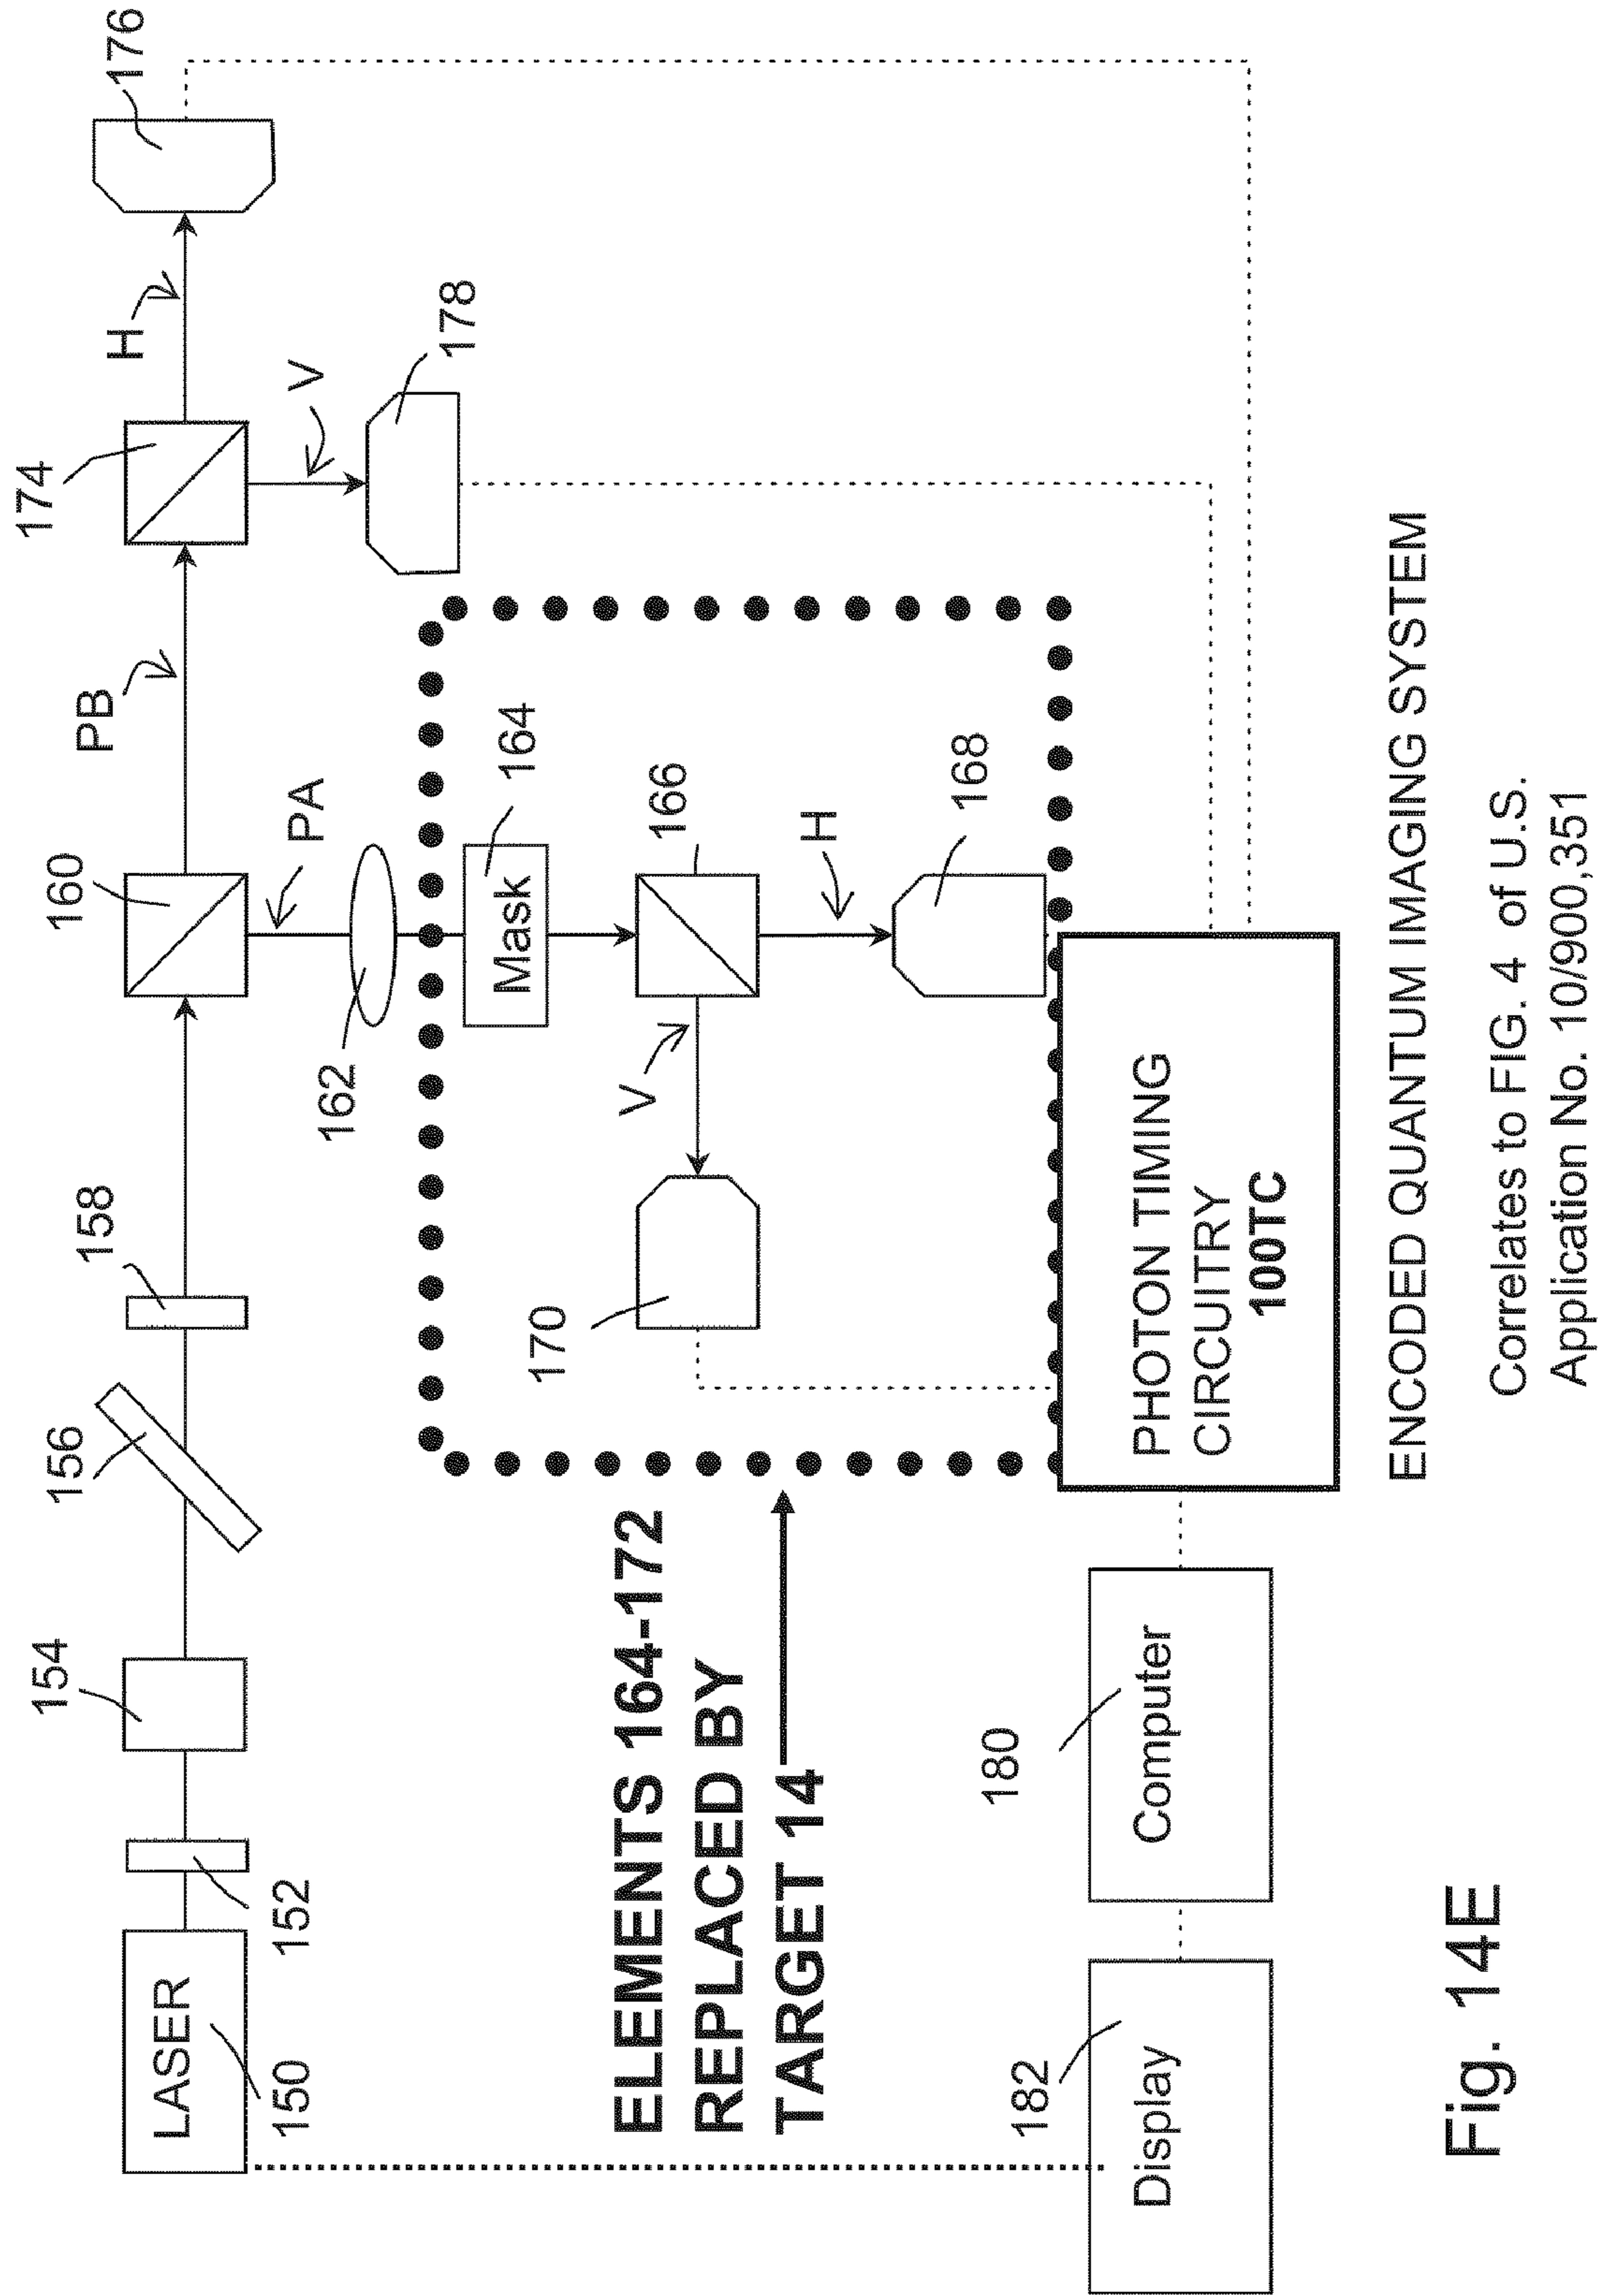 176
H
174
V
178
PB
160
PA
164
162
Mask
166
H
168
V
158
170
156
154
152
LASER
150
ELEMENTS 164-172
REPLACED BY
TARGET 14
PHOTON TIMING
CIRCUITRY
100TC
180
Computer
182
Display
ENCODED QUANTUM IMAGING SYSTEM
Correlates to FIG. 4 of U.S.
Application No. 10/900,351
Fig. 14E